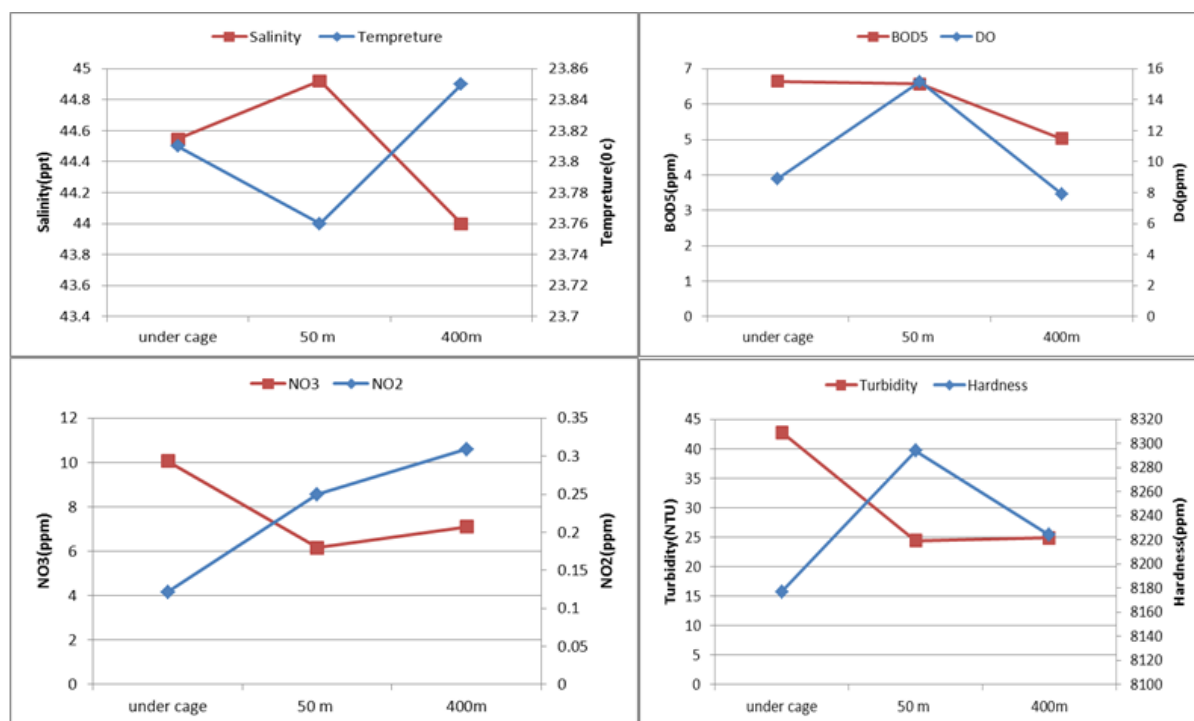 Salinity Tempreture
45 23.86
44.8 23.84
44.6 23.82
44.4 23.8
44.2 23.78
44 23.76
43.8 23.74
43.6 23.72
43.4 23.7
Salinity(ppt)
Tempreture(0 c)
under cage 50 m 400m
BOD5 DO
7 16
6 14
5 12
4 10
3 8
2 6
1 4
0 2
0
BOD5(ppm)
Do(ppm)
under cage 50 m 400m
NO3 NO2
12 0.35
10 0.3
8 0.25
6 0.2
4 0.15
2 0.1
0 0.05
0
NO3(ppm)
NO2(ppm)
under cage 50 m 400m
Turbidity Hardness
45 8320
40 8300
35 8280
30 8260
25 8240
20 8220
15 8200
10 8180
5 8160
0 8140
8120
8100
Turbidity(NTU)
Hardness(ppm)
under cage 50 m 400m